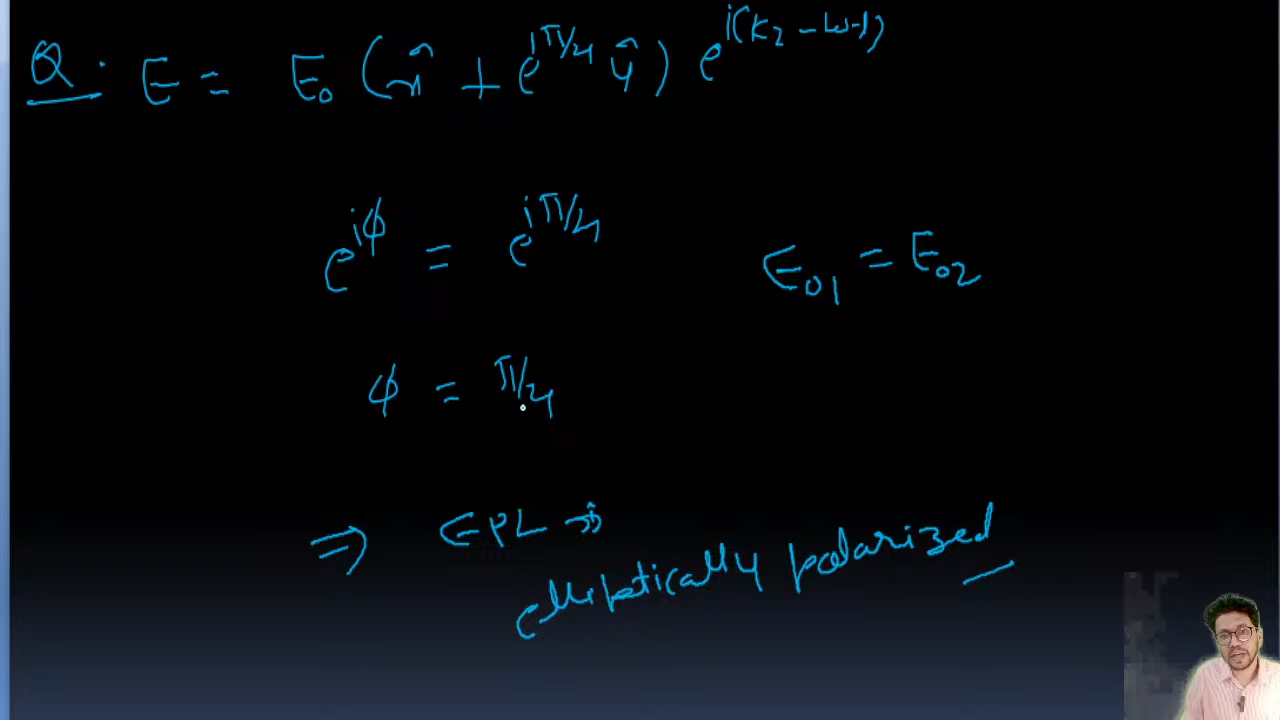 Q. E = E₀ (x̂ + e^{iπ/4} ŷ) e^{i(kz-ωt)}
e^{iϕ} = e^{iπ/4} E₀₁ = E₀₂
ϕ = π/4
⇒ EPL →
elliptically polarized